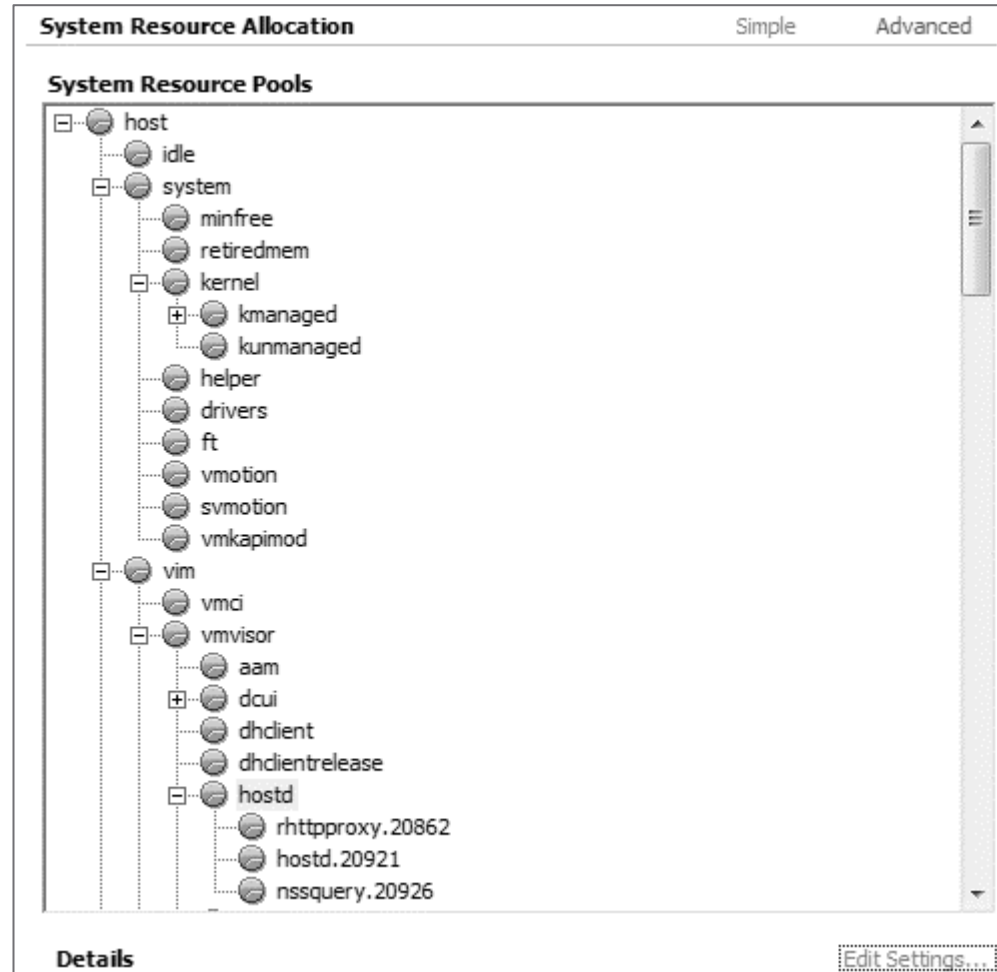 System Resource Allocation Simple Advanced
System Resource Pools
host
idle
system
minfree
retiredmem
kernel
kmanaged
kunmanaged
helper
drivers
ft
vmotion
svmotion
vmkapimod
vim
vmci
vmvisor
aam
dcui
dhclient
dhclientrelease
hostd
rhttpproxy.20862
hostd.20921
nssquery.20926
Details Edit Settings...